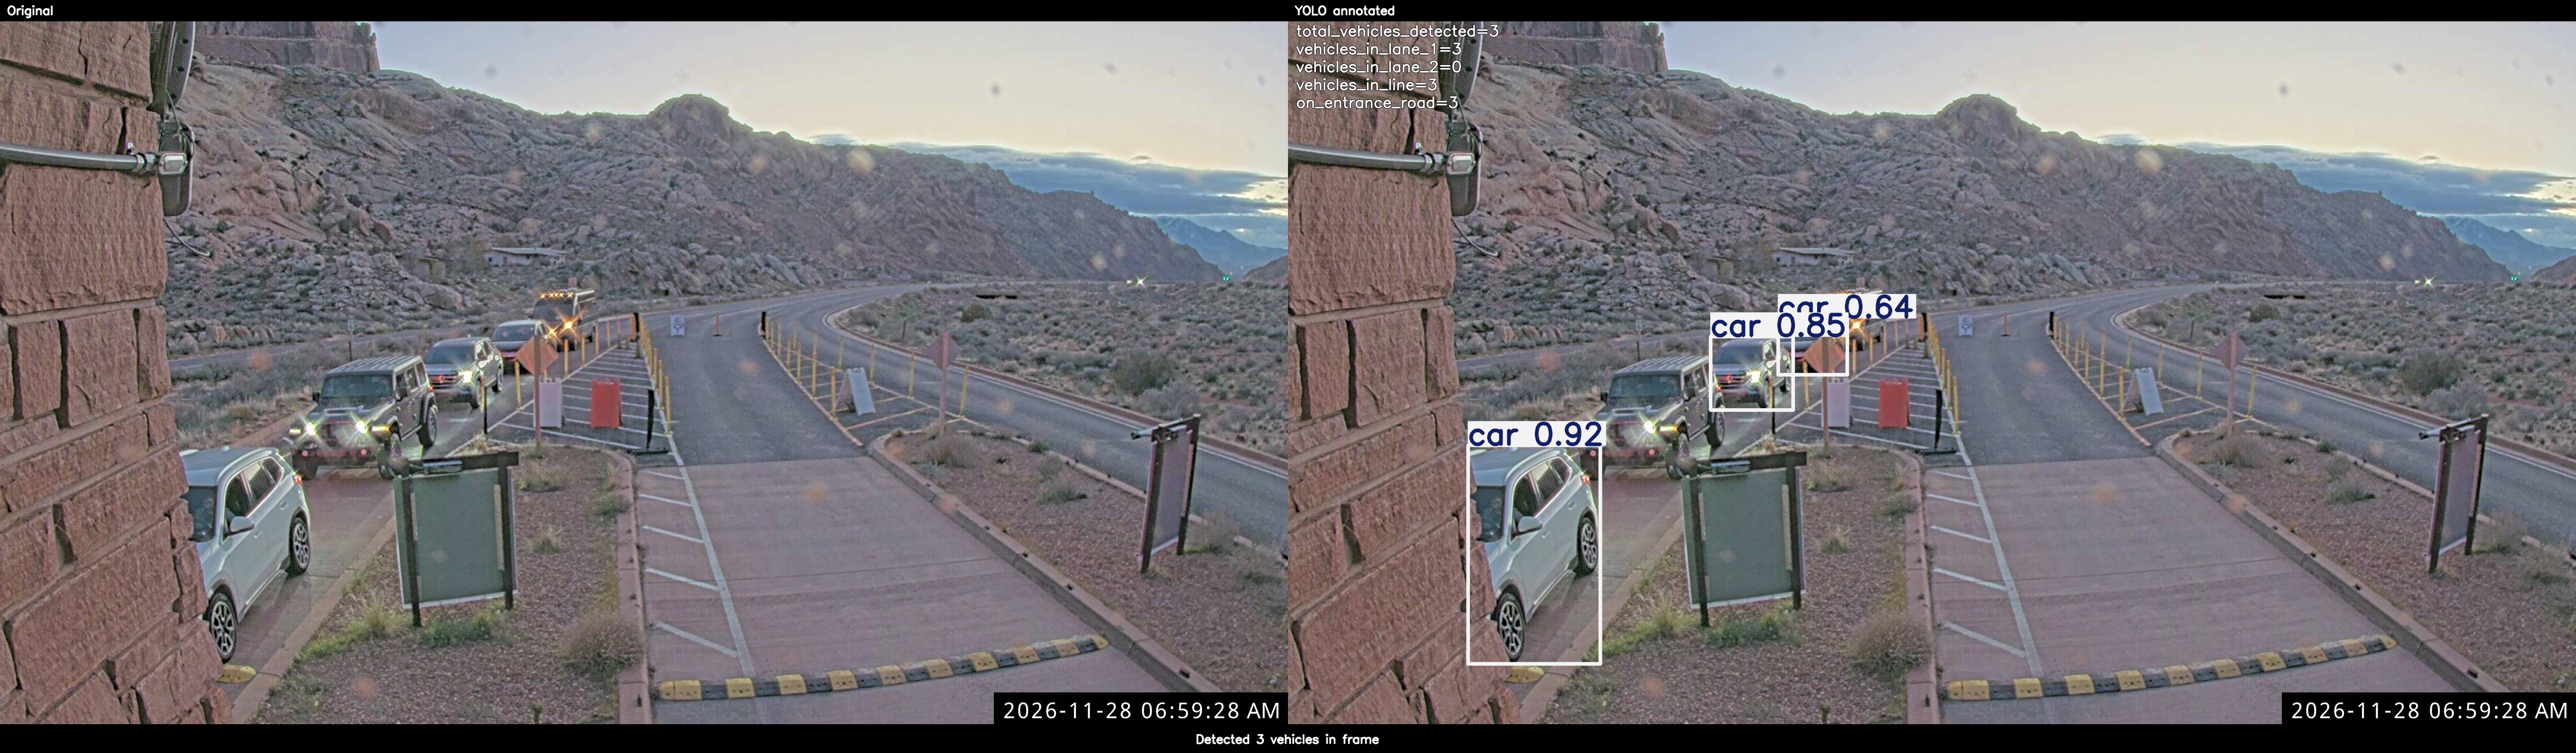 Original
YOLO annotated
total_vehicles_detected=3
vehicles_in_lane_1=3
vehicles_in_lane_2=0
vehicles_in_line=3
on_entrance_road=3
car 0.64
car 0.85
car 0.92
2026-11-28 06:59:28 AM
2026-11-28 06:59:28 AM
Detected 3 vehicles in frame